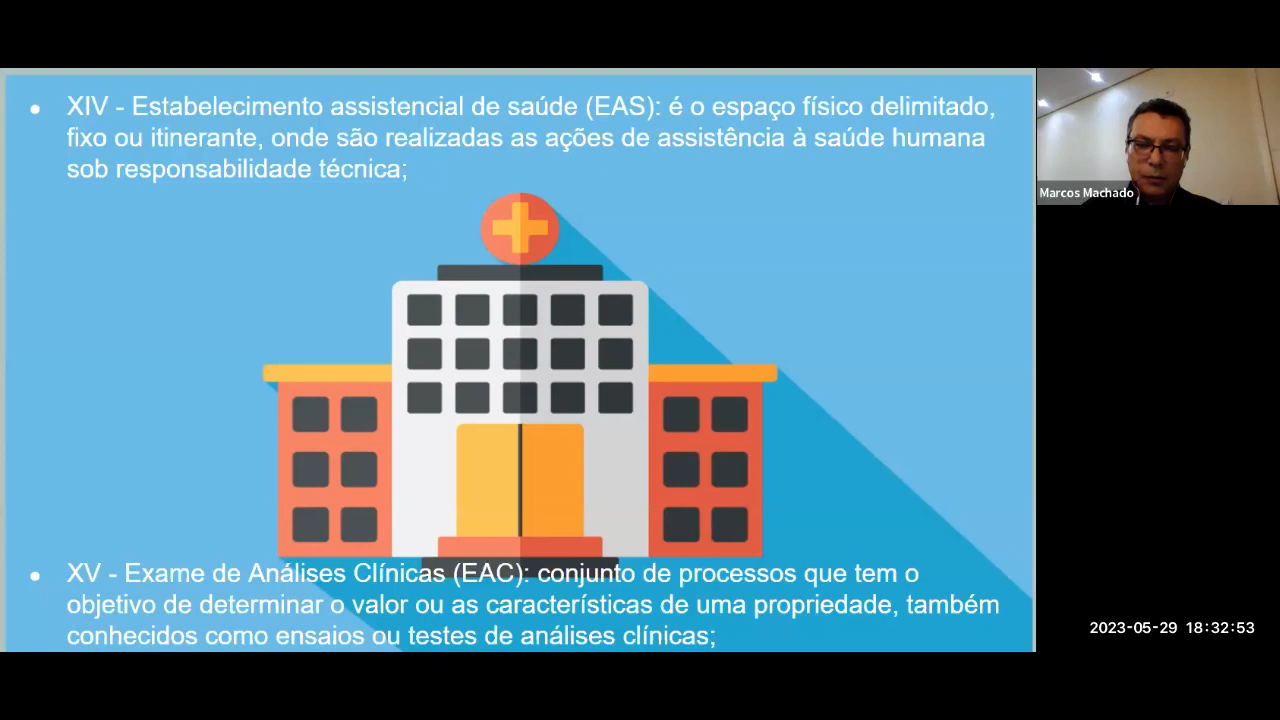 XIV - Estabelecimento assistencial de saúde (EAS): é o espaço físico delimitado,
fixo ou itinerante, onde são realizadas as ações de assistência à saúde humana
sob responsabilidade técnica;
Marcos Machado
XV - Exame de Análises Clínicas (EAC): conjunto de processos que tem o
objetivo de determinar o valor ou as características de uma propriedade, também
conhecidos como ensaios ou testes de análises clínicas;
2023-05-29 18:32:53